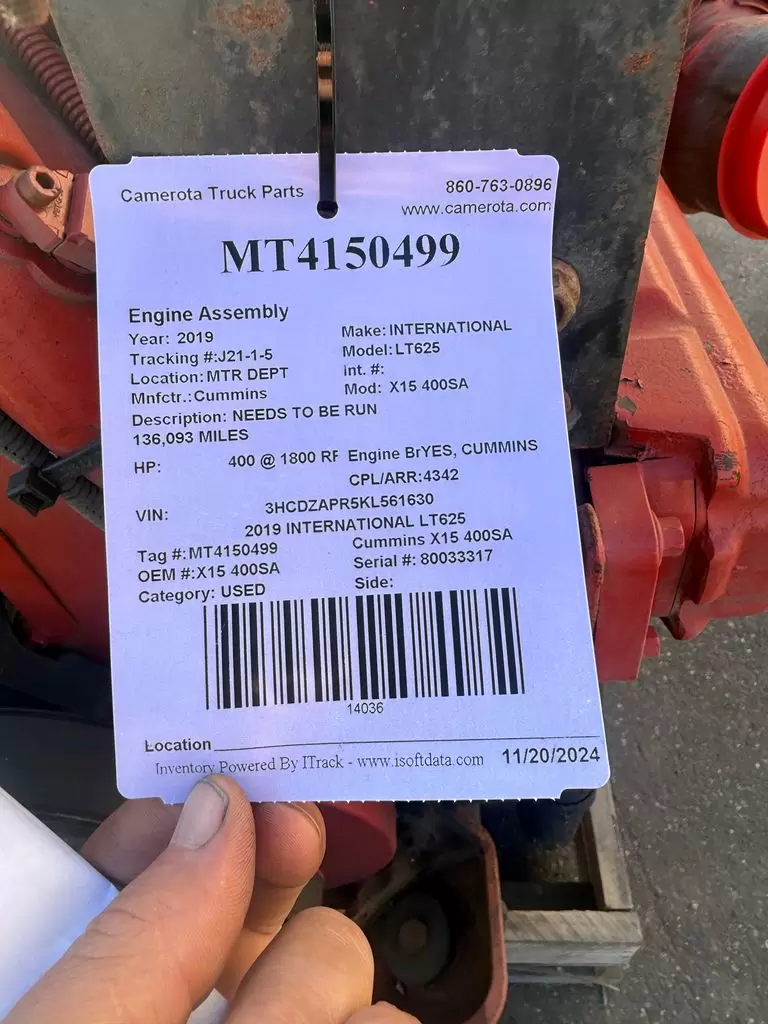 Camerota Truck Parts 860-763-0896
www.camerota.com
MT4150499
Engine Assembly
Year: 2019 Make: INTERNATIONAL
Tracking #:J21-1-5 Model: LT625
Location: MTR DEPT Int. #:
Mnfctr.: Cummins Mod: X15 400SA
Description: NEEDS TO BE RUN
136,093 MILES
HP: 400 @ 1800 RF Engine BrYES, CUMMINS
CPL/ARR:4342
VIN: 3HCDZAPR5KL561630
2019 INTERNATIONAL LT625
Tag #:MT4150499 Cummins X15 400SA
OEM #:X15 400SA Serial #: 80033317
Category: USED Side:
14036
Location
Inventory Powered By ITrack - www.isoftdata.com 11/20/2024